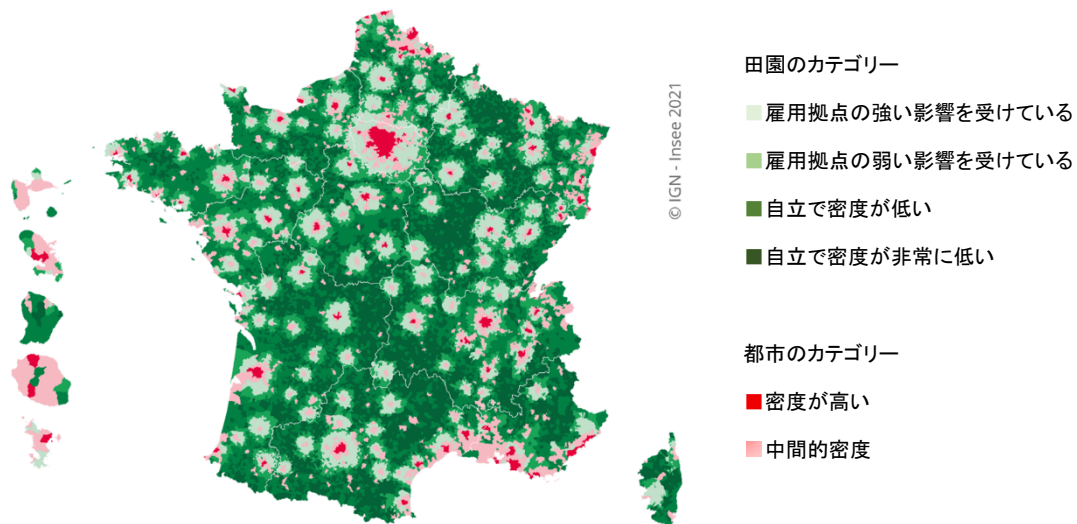 © IGN - Insee 2021
田園のカテゴリー
雇用拠点の強い影響を受けている
雇用拠点の弱い影響を受けている
自立で密度が低い
自立で密度が非常に低い
都市のカテゴリー
密度が高い
中間的密度